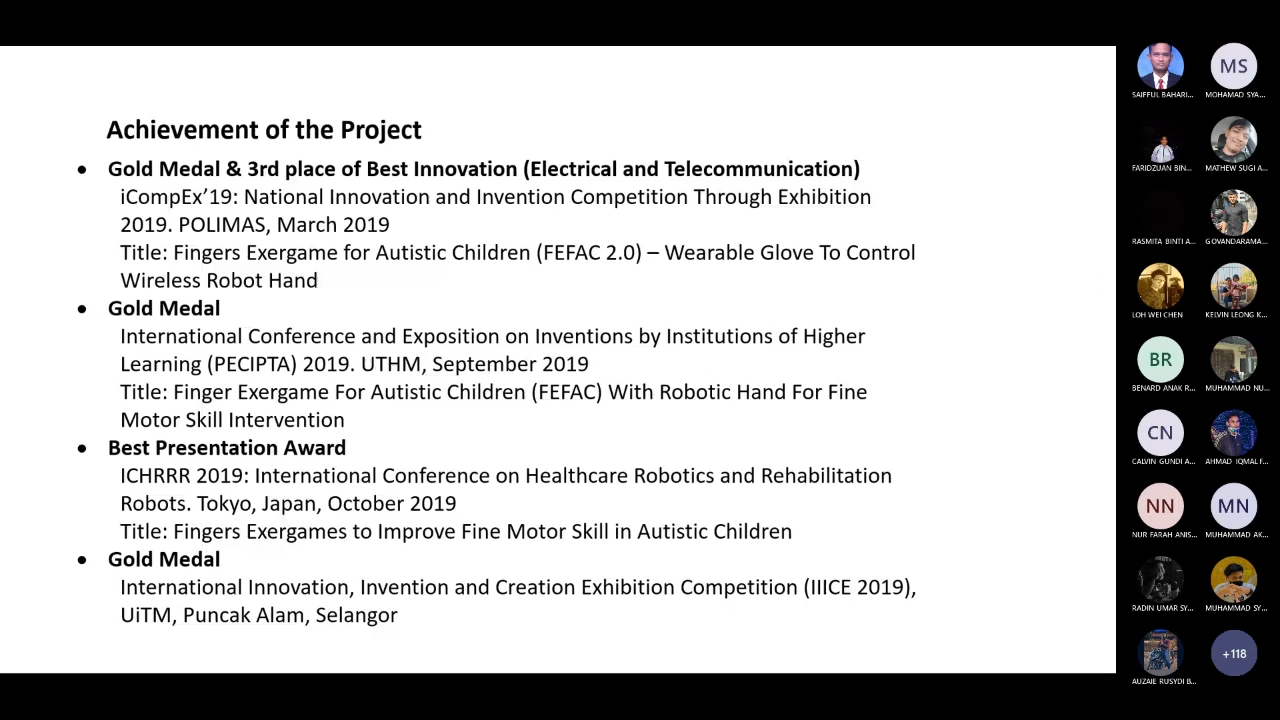 Achievement of the Project
• Gold Medal & 3rd place of Best Innovation (Electrical and Telecommunication)
iCompEx’19: National Innovation and Invention Competition Through Exhibition
2019. POLIMAS, March 2019
Title: Fingers Exergame for Autistic Children (FEFAC 2.0) – Wearable Glove To Control
Wireless Robot Hand
• Gold Medal
International Conference and Exposition on Inventions by Institutions of Higher
Learning (PECIPTA) 2019. UTHM, September 2019
Title: Finger Exergame For Autistic Children (FEFAC) With Robotic Hand For Fine
Motor Skill Intervention
• Best Presentation Award
ICHRRR 2019: International Conference on Healthcare Robotics and Rehabilitation
Robots. Tokyo, Japan, October 2019
Title: Fingers Exergames to Improve Fine Motor Skill in Autistic Children
• Gold Medal
International Innovation, Invention and Creation Exhibition Competition (IIICE 2019),
UiTM, Puncak Alam, Selangor
MS
SAIFFUL BAHARI... MOHAMAD SYA...
FARIDZUAN BIN... MATHEW SUGI A...
RASMITA BINTI A... GOVANDARAMA...
LOH WEI CHEN KELVIN LEONG K...
BR
BENARD ANAK R... MUHAMMAD NU...
CN
CALVIN GUNDI A... AHMAD IQMAL F...
NN MN
NUR FARAH ANIS... MUHAMMAD AK...
RADIN UMAR SY... MUHAMMAD SY...
+118
AUZAIE RUSYDI B...